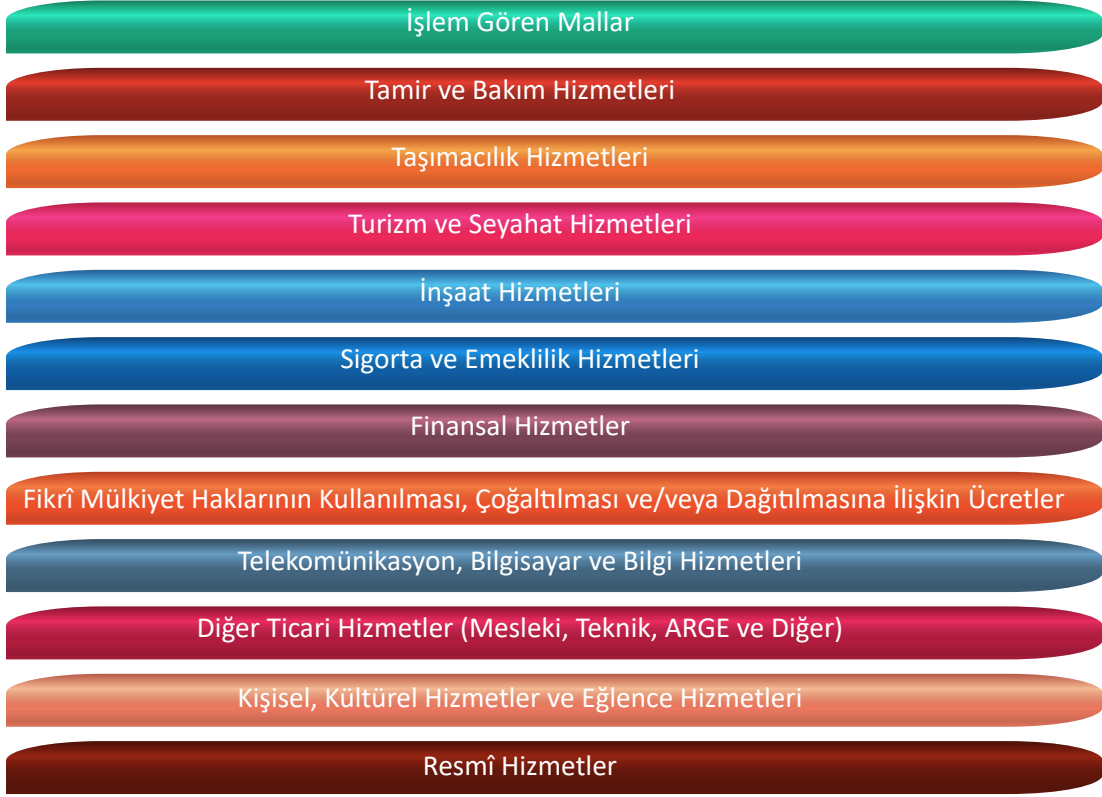 İşlem Gören Mallar
Tamir ve Bakım Hizmetleri
Taşımacılık Hizmetleri
Turizm ve Seyahat Hizmetleri
İnşaat Hizmetleri
Sigorta ve Emeklilik Hizmetleri
Finansal Hizmetler
Fikrî Mülkiyet Haklarının Kullanılması, Çoğaltılması ve/veya Dağıtılmasına İlişkin Ücretler
Telekomünikasyon, Bilgisayar ve Bilgi Hizmetleri
Diğer Ticari Hizmetler (Mesleki, Teknik, ARGE ve Diğer)
Kişisel, Kültürel Hizmetler ve Eğlence Hizmetleri
Resmî Hizmetler